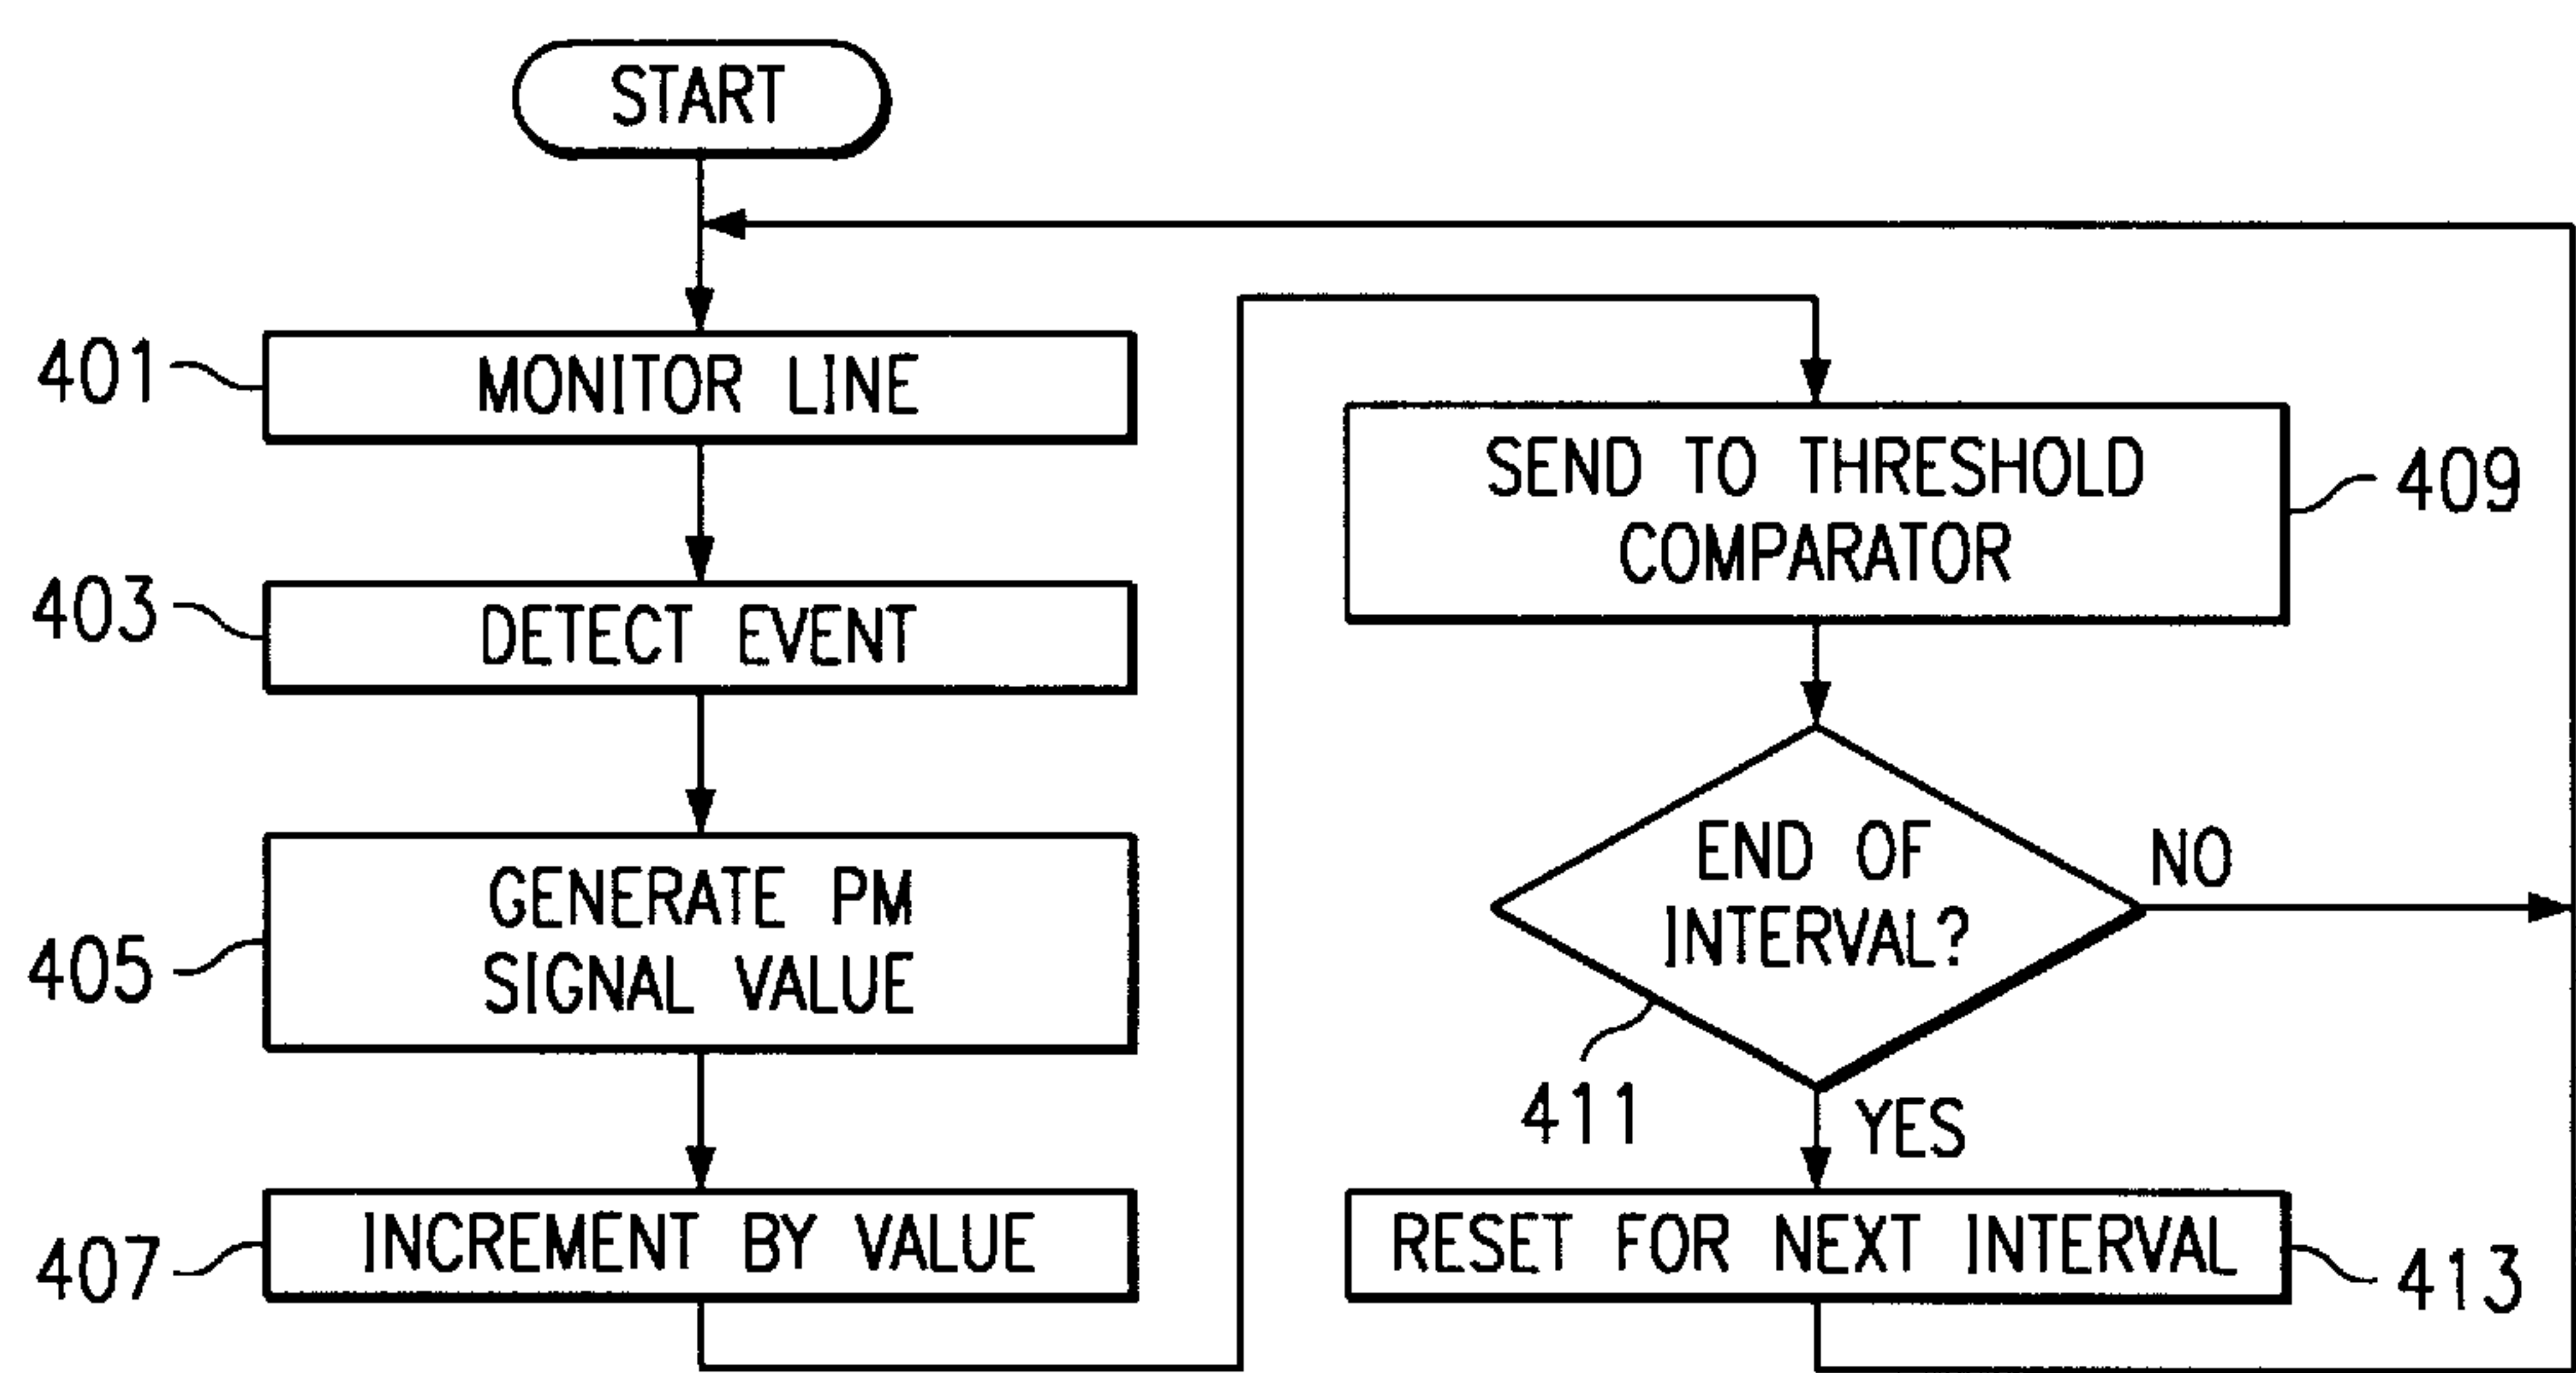 START
401
MONITOR LINE
403
DETECT EVENT
405
GENERATE PM
SIGNAL VALUE
407
INCREMENT BY VALUE
SEND TO THRESHOLD
COMPARATOR
409
END OF
INTERVAL?
NO
411
YES
RESET FOR NEXT INTERVAL
413